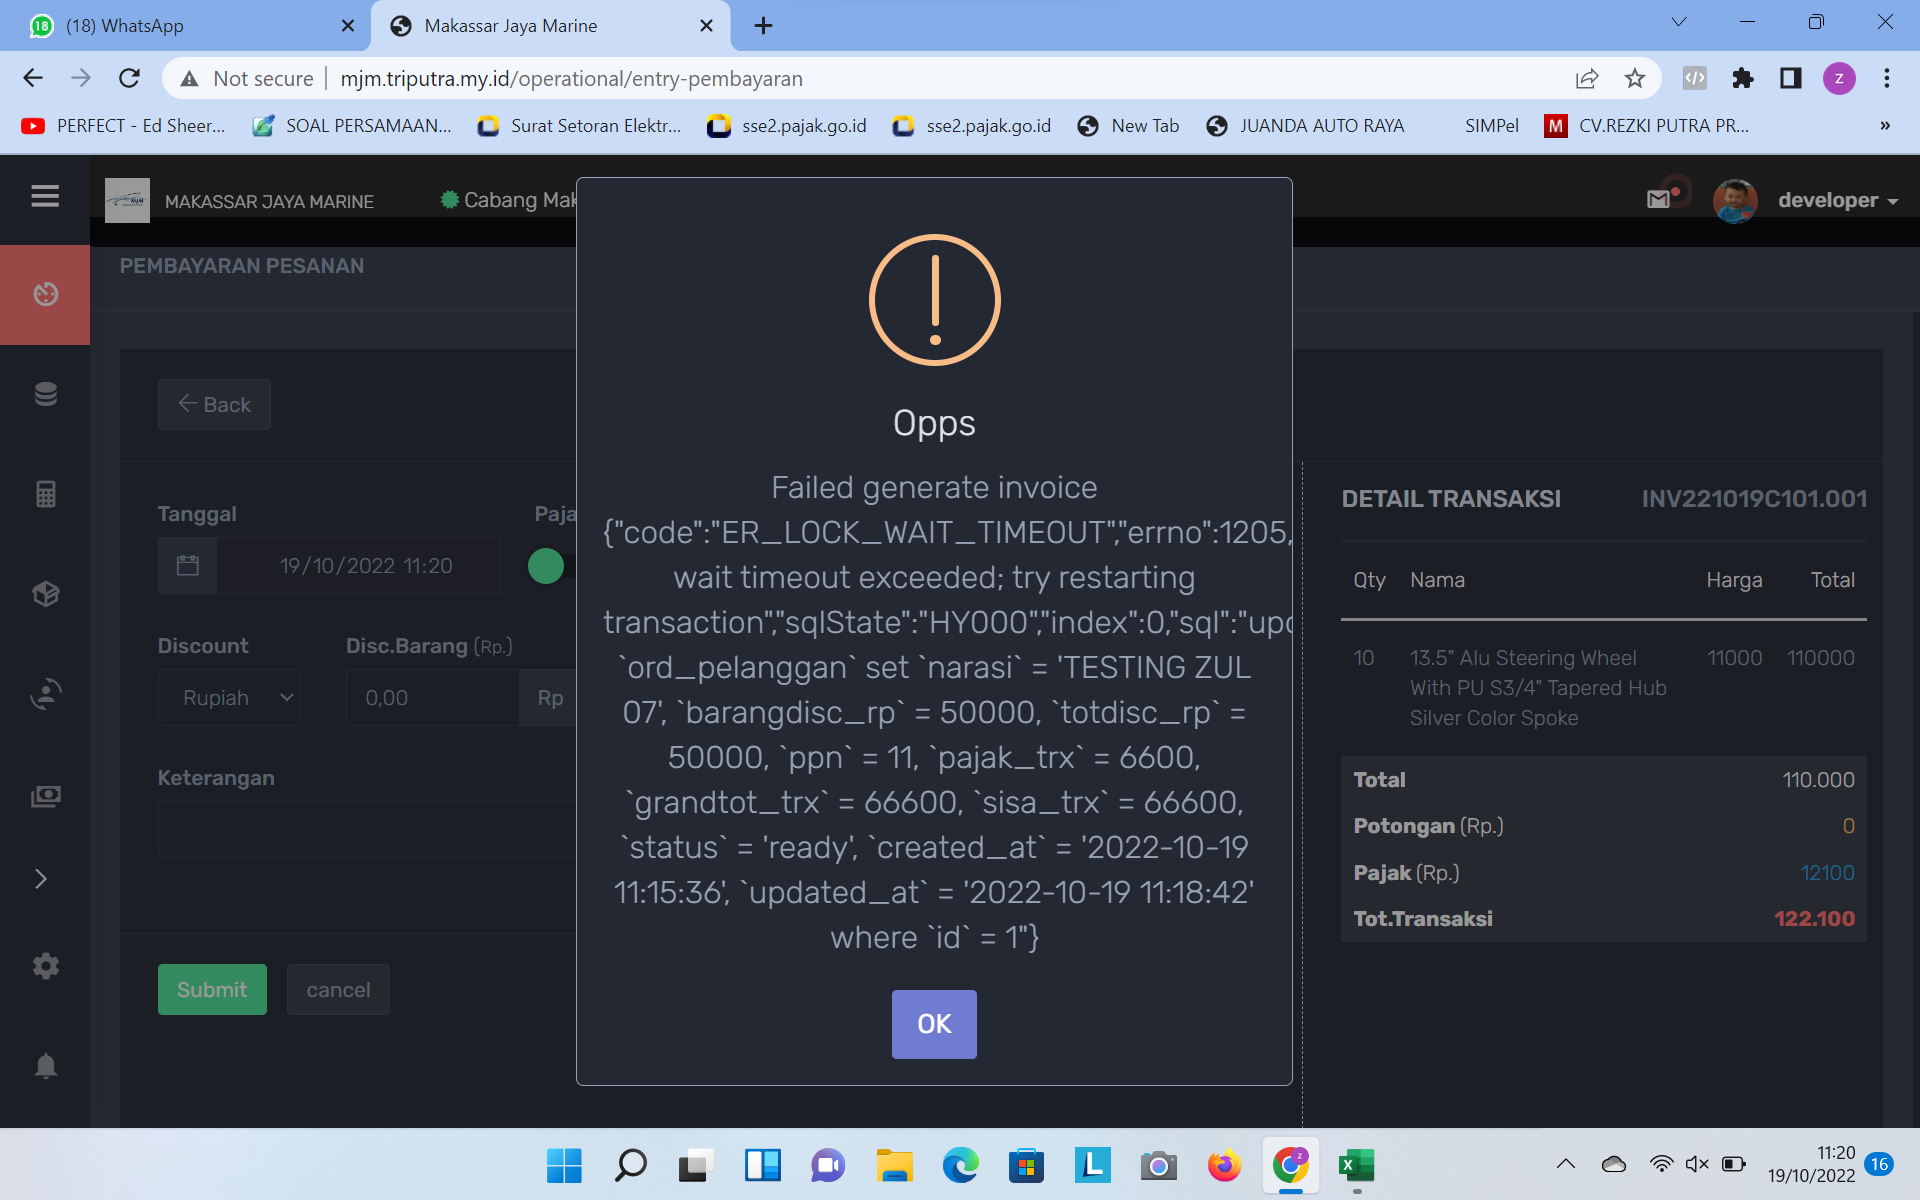 (18) WhatsApp
Makassar Jaya Marine
Not secure
mjm.triputra.my.id/operational/entry-pembayaran
z
PERFECT - Ed Sheer...
SOAL PERSAMAAN...
Surat Setoran Elektr...
sse2.pajak.go.id
sse2.pajak.go.id
New Tab
JUANDA AUTO RAYA
SIMPel
M CV.REZKI PUTRA PR...
»
MAKASSAR JAYA MARINE
Cabang Mak
developer
PEMBAYARAN PESANAN
Back
Tanggal
Paja
19/10/2022 11:20
Discount
Disc.Barang (Rp.)
Rupiah
0,00
Rp
Keterangan
Submit
cancel
Opps
Failed generate invoice
{"code":"ER_LOCK_WAIT_TIMEOUT","errno":1205,
wait timeout exceeded; try restarting
transaction","sqlState":"HY000","index":0,"sql":"upd
`ord_pelanggan` set `narasi` = 'TESTING ZUL
07', `barangdisc_rp` = 50000, `totdisc_rp` =
50000, `ppn` = 11, `pajak_trx` = 6600,
`grandtot_trx` = 66600, `sisa_trx` = 66600,
`status` = 'ready', `created_at` = '2022-10-19
11:15:36', `updated_at` = '2022-10-19 11:18:42'
where `id` = 1"}
OK
DETAIL TRANSAKSI
INV221019C101.001
Qty Nama Harga Total
10 13.5" Alu Steering Wheel 11000 110000
With PU S3/4" Tapered Hub
Silver Color Spoke
Total 110.000
Potongan (Rp.) 0
Pajak (Rp.) 12100
Tot.Transaksi 122.100
11:20
19/10/2022
16